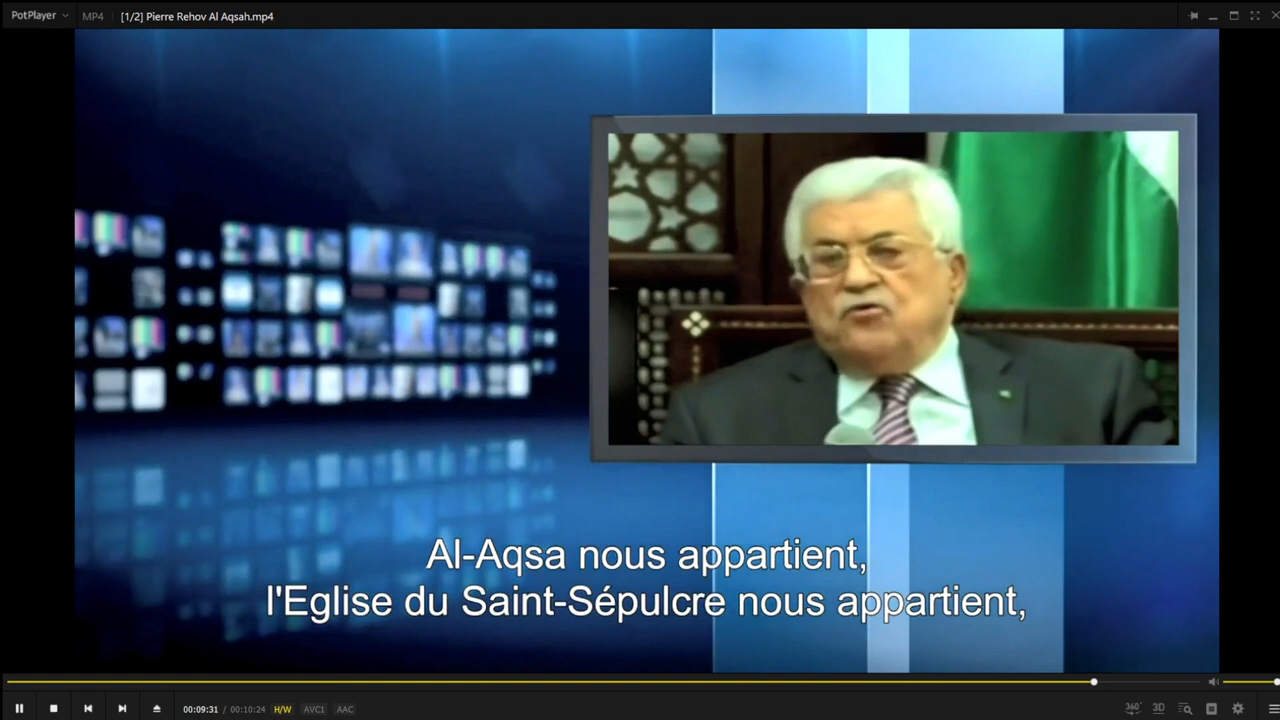 PotPlayer
MP4
[1/2] Pierre Rehov Al Aqsah.mp4
Al-Aqsa nous appartient,
l'Eglise du Saint-Sépulcre nous appartient,
00:09:31 / 00:10:24 H/W AVC1 AAC
360° 3D